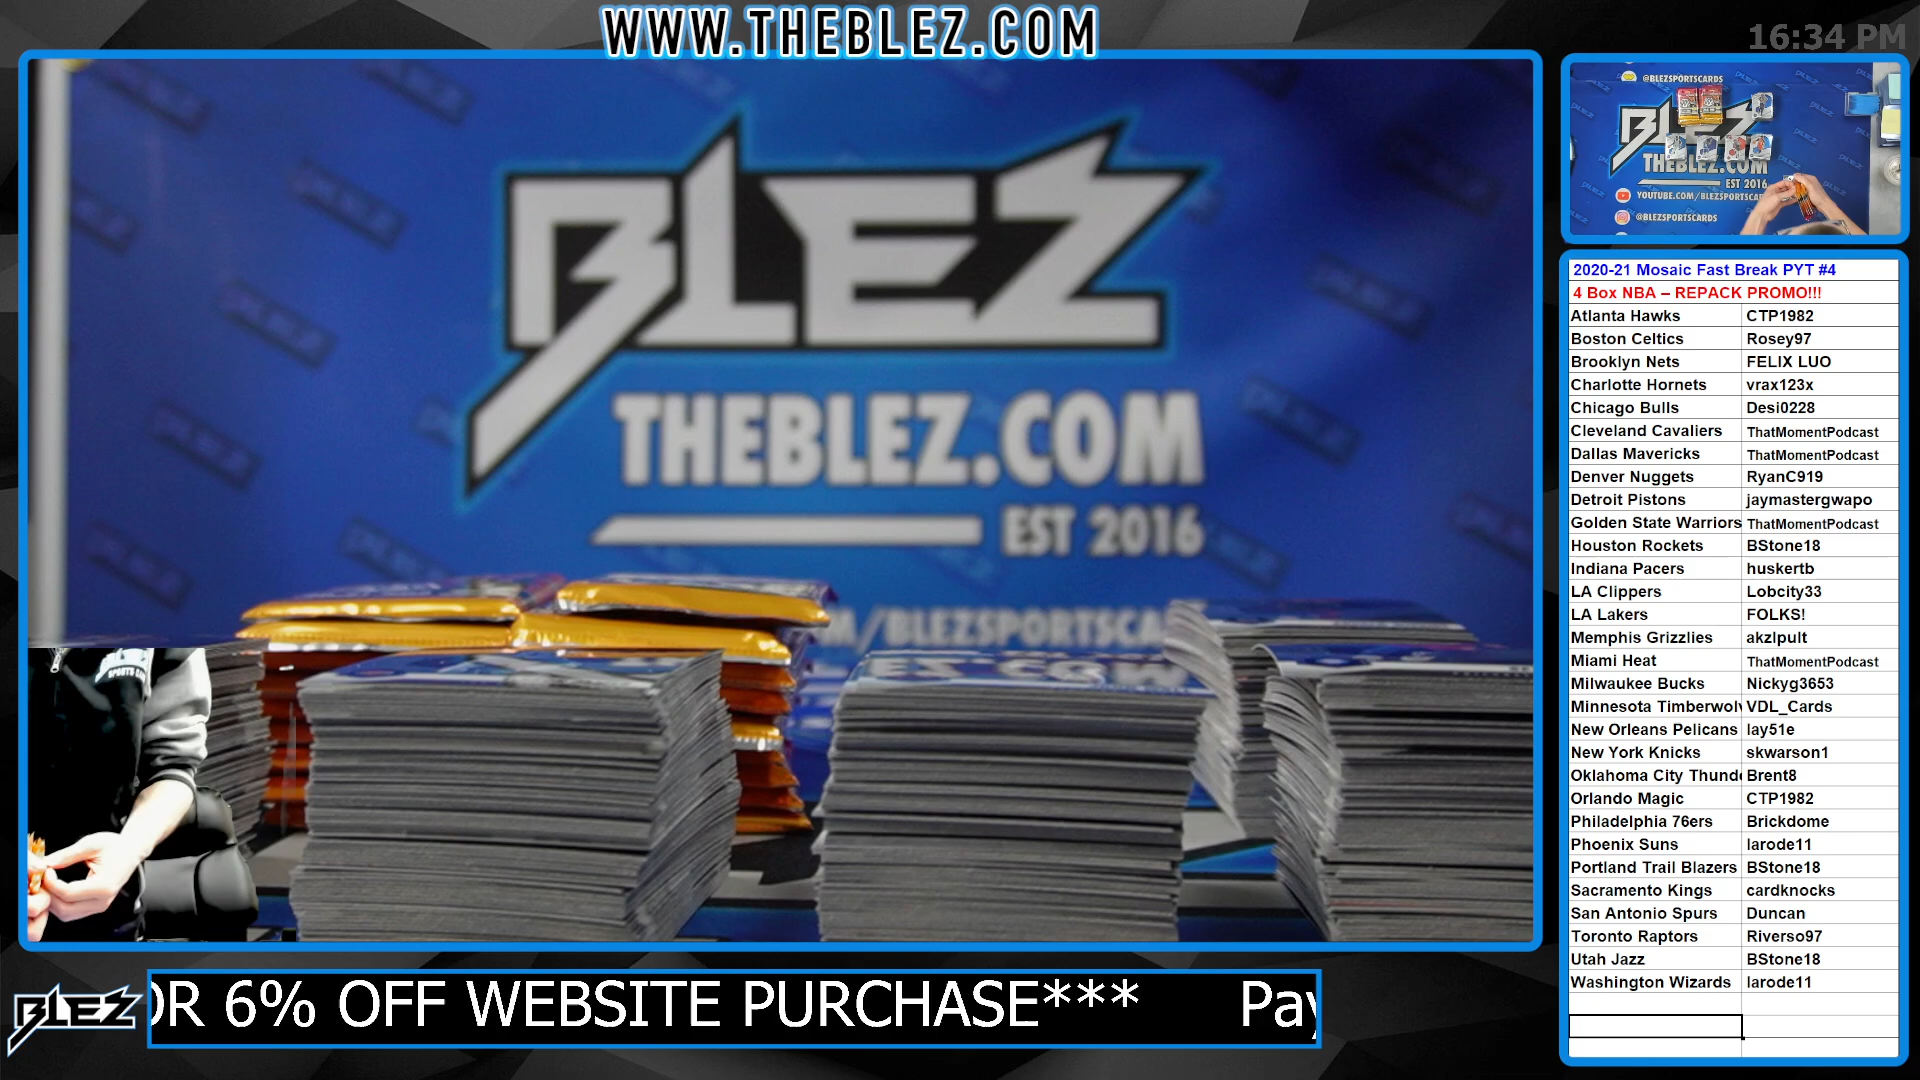 WWW.THEBLEZ.COM
16:34 PM
BLEZ
THEBLEZ.COM
EST 2016
M/BLEZSPORTSCA
@BLEZSPORTSCARDS
BLEZ
THEBLEZ.COM
EST 2016
YOUTUBE.COM/BLEZSPORTSCA
@BLEZSPORTSCARDS
2020-21 Mosaic Fast Break PYT #4
4 Box NBA – REPACK PROMO!!!
Atlanta Hawks CTP1982
Boston Celtics Rosey97
Brooklyn Nets FELIX LUO
Charlotte Hornets vrax123x
Chicago Bulls Desi0228
Cleveland Cavaliers ThatMomentPodcast
Dallas Mavericks ThatMomentPodcast
Denver Nuggets RyanC919
Detroit Pistons jaymastergwapo
Golden State Warriors ThatMomentPodcast
Houston Rockets BStone18
Indiana Pacers huskertb
LA Clippers Lobcity33
LA Lakers FOLKS!
Memphis Grizzlies akzlpult
Miami Heat ThatMomentPodcast
Milwaukee Bucks Nickyg3653
Minnesota Timberwolv VDL_Cards
New Orleans Pelicans lay51e
New York Knicks skwarson1
Oklahoma City Thunde Brent8
Orlando Magic CTP1982
Philadelphia 76ers Brickdome
Phoenix Suns larode11
Portland Trail Blazers BStone18
Sacramento Kings cardknocks
San Antonio Spurs Duncan
Toronto Raptors Riverso97
Utah Jazz BStone18
Washington Wizards larode11
BLEZ
OR 6% OFF WEBSITE PURCHASE*** Pay